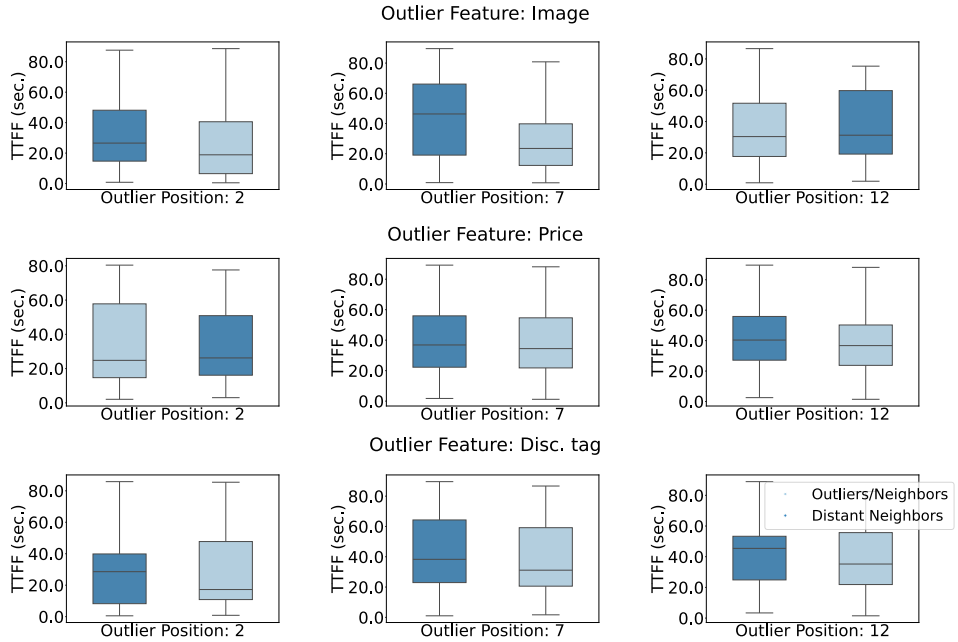 Outlier Feature: Image
TTFF (sec.)
80.0
60.0
40.0
20.0
0.0
Outlier Position: 2
TTFF (sec.)
80.0
60.0
40.0
20.0
0.0
Outlier Position: 7
TTFF (sec.)
80.0
60.0
40.0
20.0
0.0
Outlier Position: 12
Outlier Feature: Price
TTFF (sec.)
80.0
60.0
40.0
20.0
0.0
Outlier Position: 2
TTFF (sec.)
80.0
60.0
40.0
20.0
0.0
Outlier Position: 7
TTFF (sec.)
80.0
60.0
40.0
20.0
0.0
Outlier Position: 12
Outlier Feature: Disc. tag
TTFF (sec.)
80.0
60.0
40.0
20.0
0.0
Outlier Position: 2
TTFF (sec.)
80.0
60.0
40.0
20.0
0.0
Outlier Position: 7
TTFF (sec.)
80.0
60.0
40.0
20.0
0.0
Outlier Position: 12
Outliers/Neighbors
Distant Neighbors